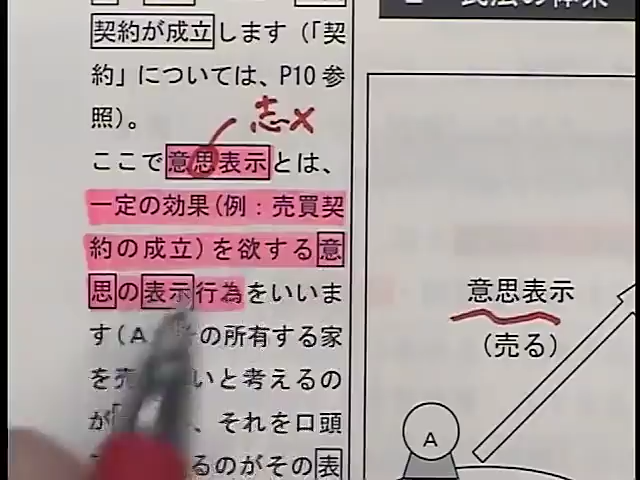 民法の体系
契約が成立します（「契
約」については、P10参
照）。
志×
ここで意思表示とは、
一定の効果（例：売買契
約の成立）を欲する意
思の表示行為をいいま
す（A
の所有する家
を売
いと考えるの
が「
、それを口頭
るのがその表
意思表示
（売る）
A